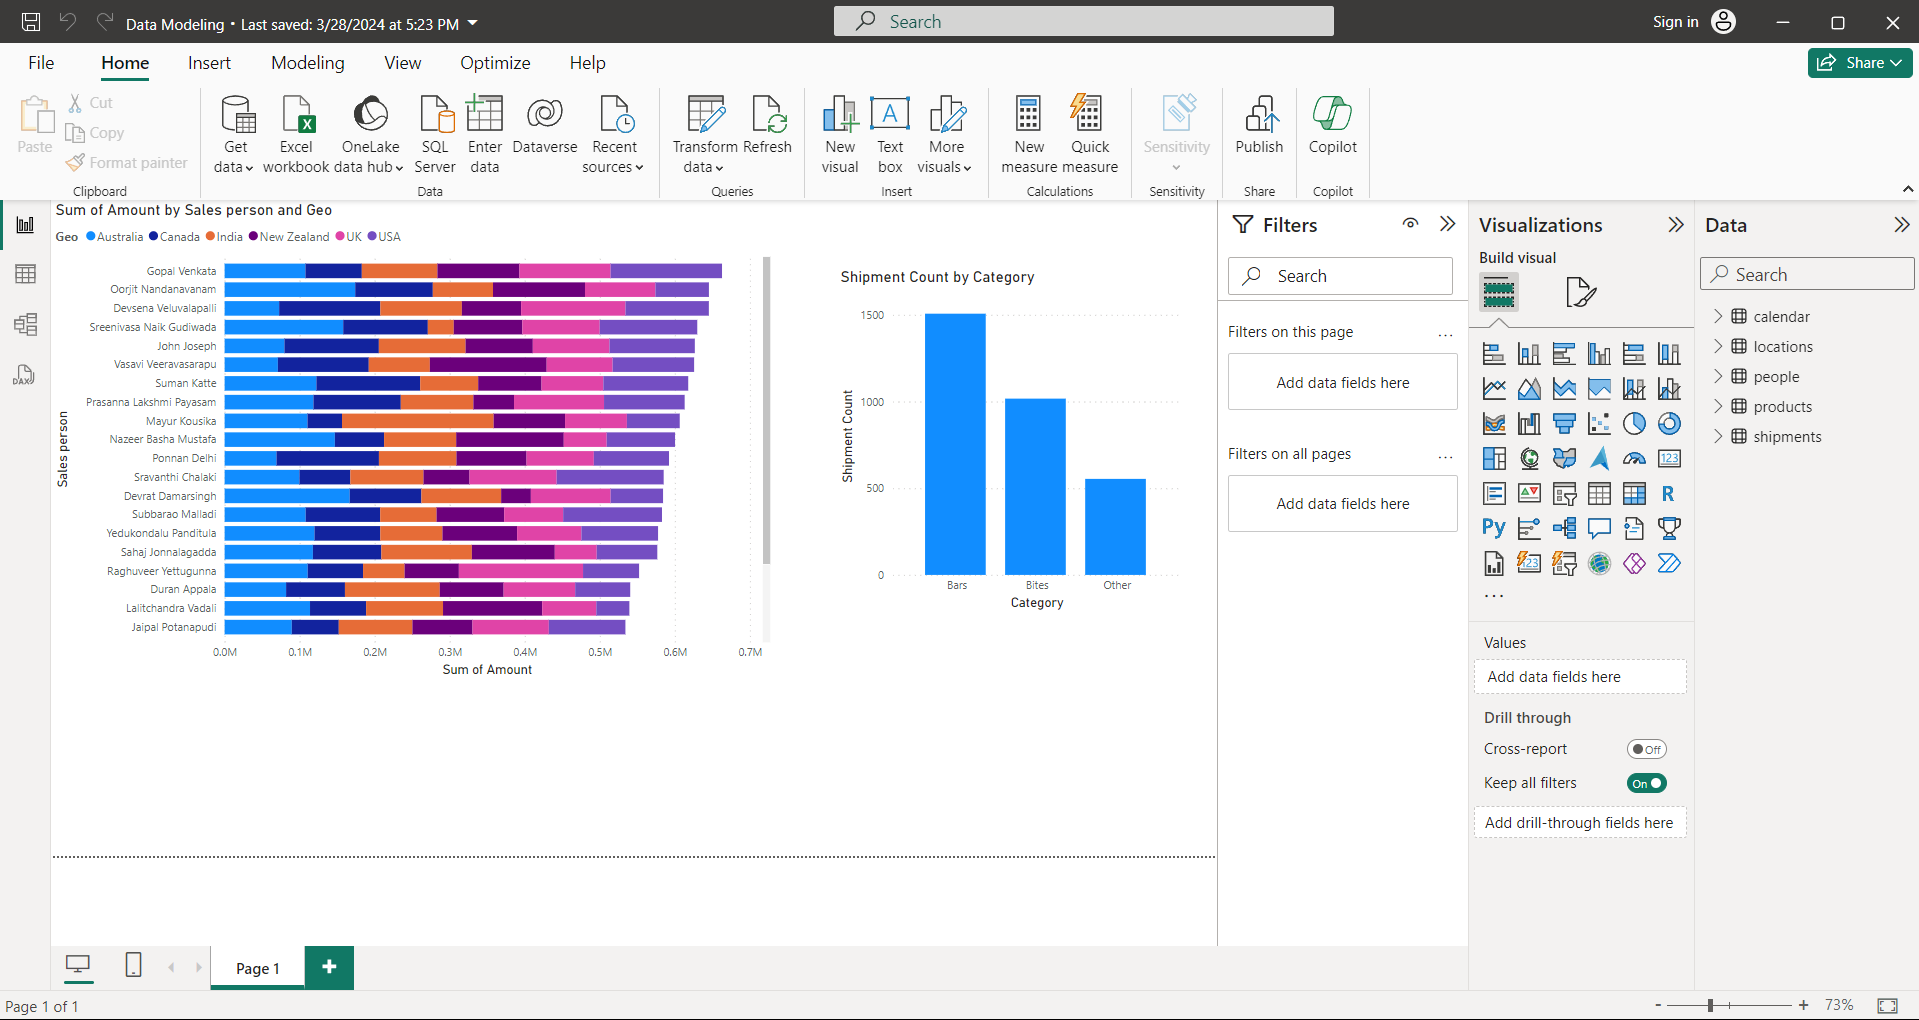 Data Modeling • Last saved: 3/28/2024 at 5:23 PM
Search
Sign in
File Home Insert Modeling View Optimize Help
Share
Paste
Cut
Copy
Format painter
Clipboard
Get data
Excel workbook
OneLake data hub
SQL Server
Enter data
Dataverse
Recent sources
Data
Transform data
Refresh
Queries
New visual
Text box
More visuals
Insert
New measure
Quick measure
Calculations
Sensitivity
Sensitivity
Publish
Share
Copilot
Copilot
Sum of Amount by Sales person and Geo
Geo Australia Canada India New Zealand UK USA
Sales person
Gopal Venkata
Oorjit Nandanavanam
Devsena Veluvalapalli
Sreenivasa Naik Gudiwada
John Joseph
Vasavi Veeravasarapu
Suman Katte
Prasanna Lakshmi Payasam
Mayur Kousika
Nazeer Basha Mustafa
Ponnan Delhi
Sravanthi Chalaki
Devrat Damarsingh
Subbarao Malladi
Yedukondalu Panditula
Sahaj Jonnalagadda
Raghuveer Yettugunna
Duran Appala
Lalitchandra Vadali
Jaipal Potanapudi
0.0M 0.1M 0.2M 0.3M 0.4M 0.5M 0.6M 0.7M
Sum of Amount
Shipment Count by Category
Shipment Count
1500
1000
500
0
Bars Bites Other
Category
Filters
Search
Filters on this page ...
Add data fields here
Filters on all pages ...
Add data fields here
Visualizations
Build visual
123
R
Py
123
...
Values
Add data fields here
Drill through
Cross-report Off
Keep all filters On
Add drill-through fields here
Data
Search
calendar
locations
people
products
shipments
DAX
Page 1
Page 1 of 1
- + 73%